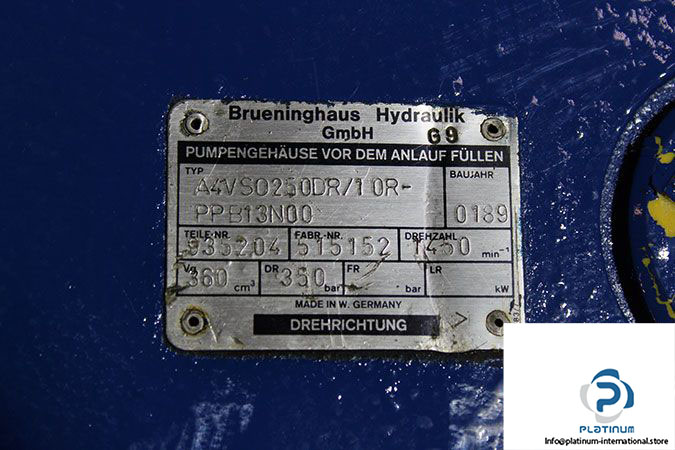 Brueninghaus Hydraulik
GmbH 69
PUMPENGEHÄUSE VOR DEM ANLAUF FÜLLEN
TYP
A4VSO250DR/10R-
PPB13N00
BAUJAHR
0189
TEILE-NR. FABR.-NR. DREHZAHL
935204 515152 1450 min⁻¹
Vg DR FR LR
360 cm³ 350 bar bar kW
MADE IN W. GERMANY
DREHRICHTUNG >
PLATINUM
Info@platinum-international.store